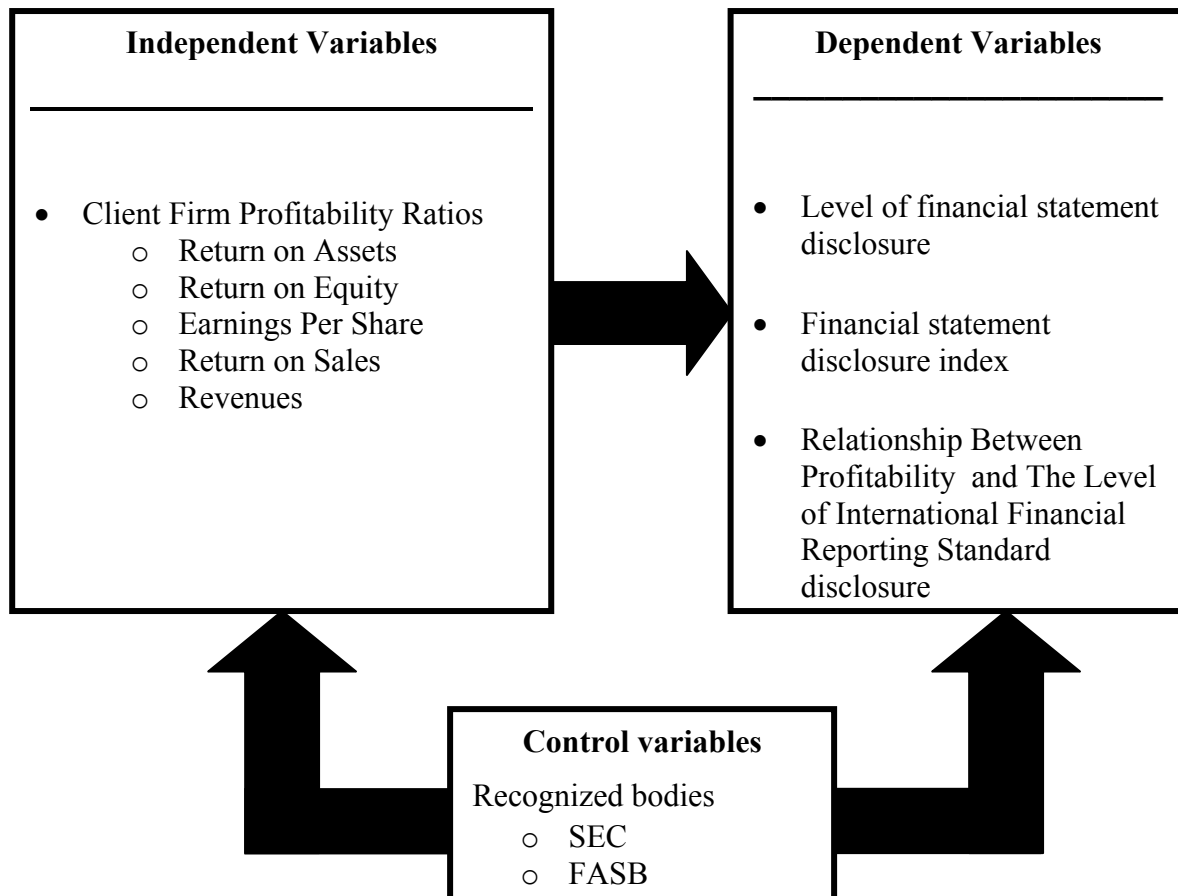 Independent Variables
• Client Firm Profitability Ratios
o Return on Assets
o Return on Equity
o Earnings Per Share
o Return on Sales
o Revenues
Dependent Variables
• Level of financial statement
disclosure
• Financial statement
disclosure index
• Relationship Between
Profitability and The Level
of International Financial
Reporting Standard
disclosure
Control variables
Recognized bodies
o SEC
o FASB